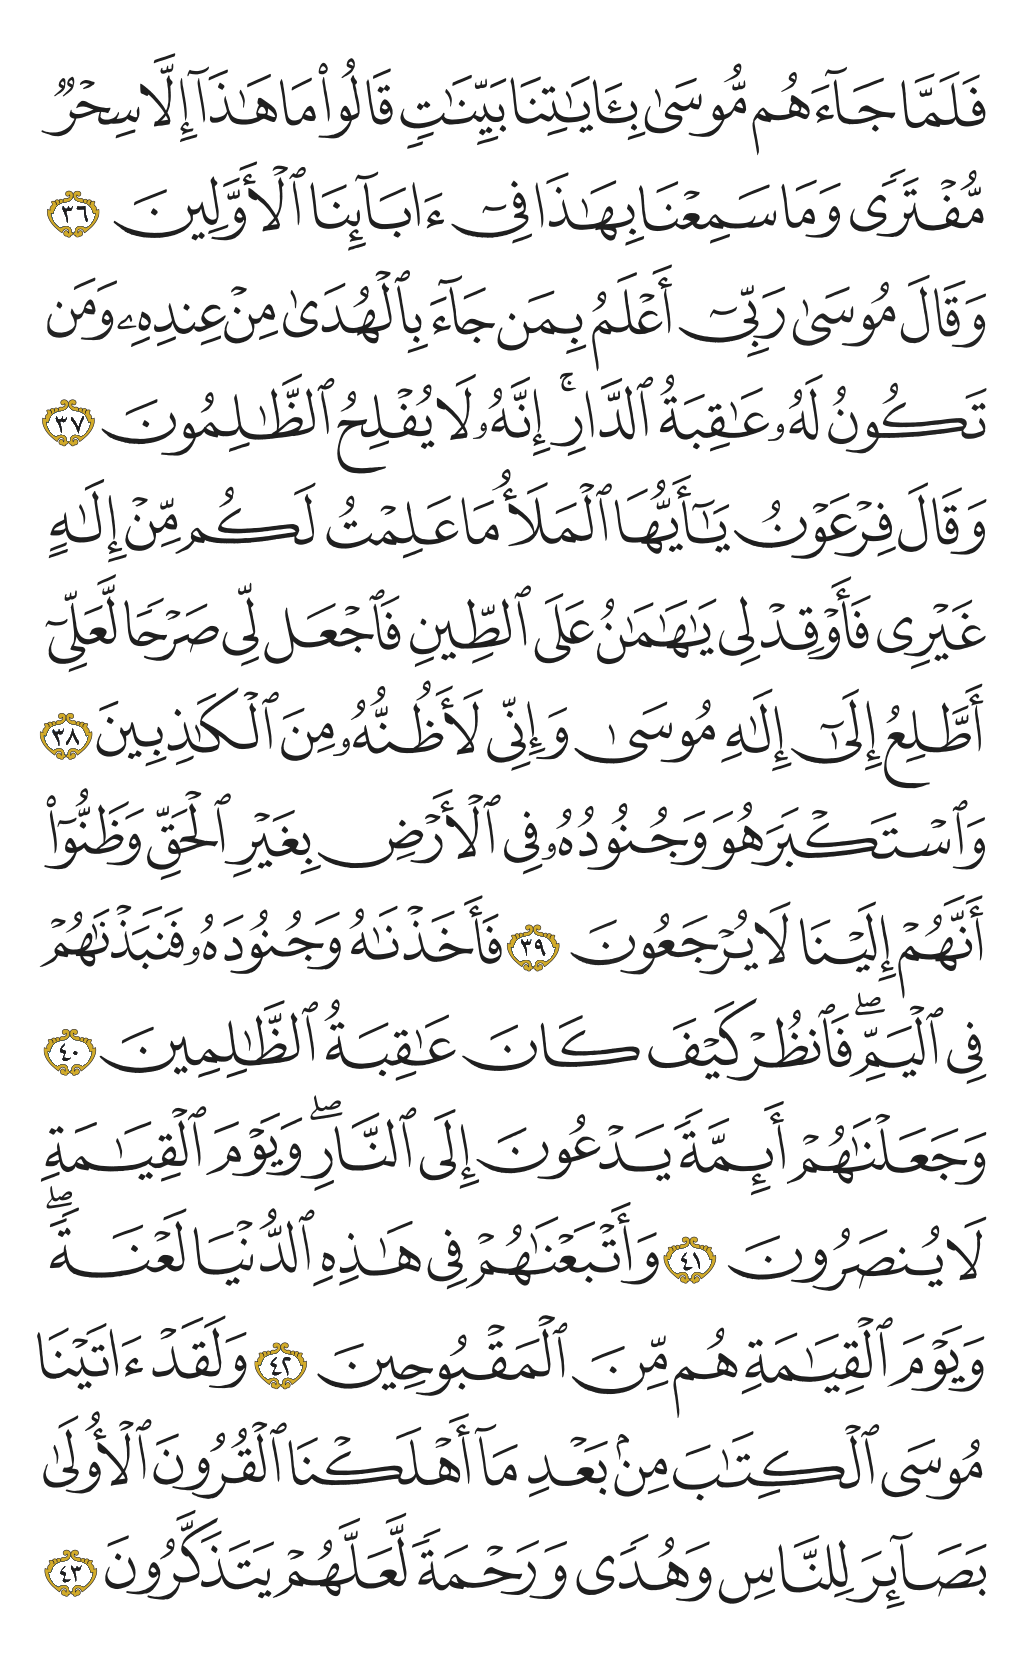 فَلَمَّا جَآءَهُم مُّوسَىٰ بِـَٔايَـٰتِنَا بَيِّنَـٰتٍ قَالُوا۟ مَا هَـٰذَآ إِلَّا سِحْرٌ
مُّفْتَرًى وَمَا سَمِعْنَا بِهَـٰذَا فِىٓ ءَابَآئِنَا ٱلْأَوَّلِينَ ٣٦
وَقَالَ مُوسَىٰ رَبِّىٓ أَعْلَمُ بِمَن جَآءَ بِٱلْهُدَىٰ مِنْ عِندِهِۦ وَمَن
تَكُونُ لَهُۥ عَـٰقِبَةُ ٱلدَّارِ ۚ إِنَّهُۥ لَا يُفْلِحُ ٱلظَّـٰلِمُونَ ٣٧
وَقَالَ فِرْعَوْنُ يَـٰٓأَيُّهَا ٱلْمَلَأُ مَا عَلِمْتُ لَكُم مِّنْ إِلَـٰهٍ
غَيْرِى فَأَوْقِدْ لِى يَـٰهَـٰمَـٰنُ عَلَى ٱلطِّينِ فَٱجْعَل لِّى صَرْحًا لَّعَلِّىٓ
أَطَّلِعُ إِلَىٰٓ إِلَـٰهِ مُوسَىٰ وَإِنِّى لَأَظُنُّهُۥ مِنَ ٱلْكَـٰذِبِينَ ٣٨
وَٱسْتَكْبَرَ هُوَ وَجُنُودُهُۥ فِى ٱلْأَرْضِ بِغَيْرِ ٱلْحَقِّ وَظَنُّوٓا۟
أَنَّهُمْ إِلَيْنَا لَا يُرْجَعُونَ ٣٩ فَأَخَذْنَـٰهُ وَجُنُودَهُۥ فَنَبَذْنَـٰهُمْ
فِى ٱلْيَمِّ ۖ فَٱنظُرْ كَيْفَ كَانَ عَـٰقِبَةُ ٱلظَّـٰلِمِينَ ٤٠
وَجَعَلْنَـٰهُمْ أَئِمَّةً يَدْعُونَ إِلَى ٱلنَّارِ ۖ وَيَوْمَ ٱلْقِيَـٰمَةِ
لَا يُنصَرُونَ ٤١ وَأَتْبَعْنَـٰهُمْ فِى هَـٰذِهِ ٱلدُّنْيَا لَعْنَةً ۖ
وَيَوْمَ ٱلْقِيَـٰمَةِ هُم مِّنَ ٱلْمَقْبُوحِينَ ٤٢ وَلَقَدْ ءَاتَيْنَا
مُوسَى ٱلْكِتَـٰبَ مِنۢ بَعْدِ مَآ أَهْلَكْنَا ٱلْقُرُونَ ٱلْأُولَىٰ
بَصَآئِرَ لِلنَّاسِ وَهُدًى وَرَحْمَةً لَّعَلَّهُمْ يَتَذَكَّرُونَ ٤٣